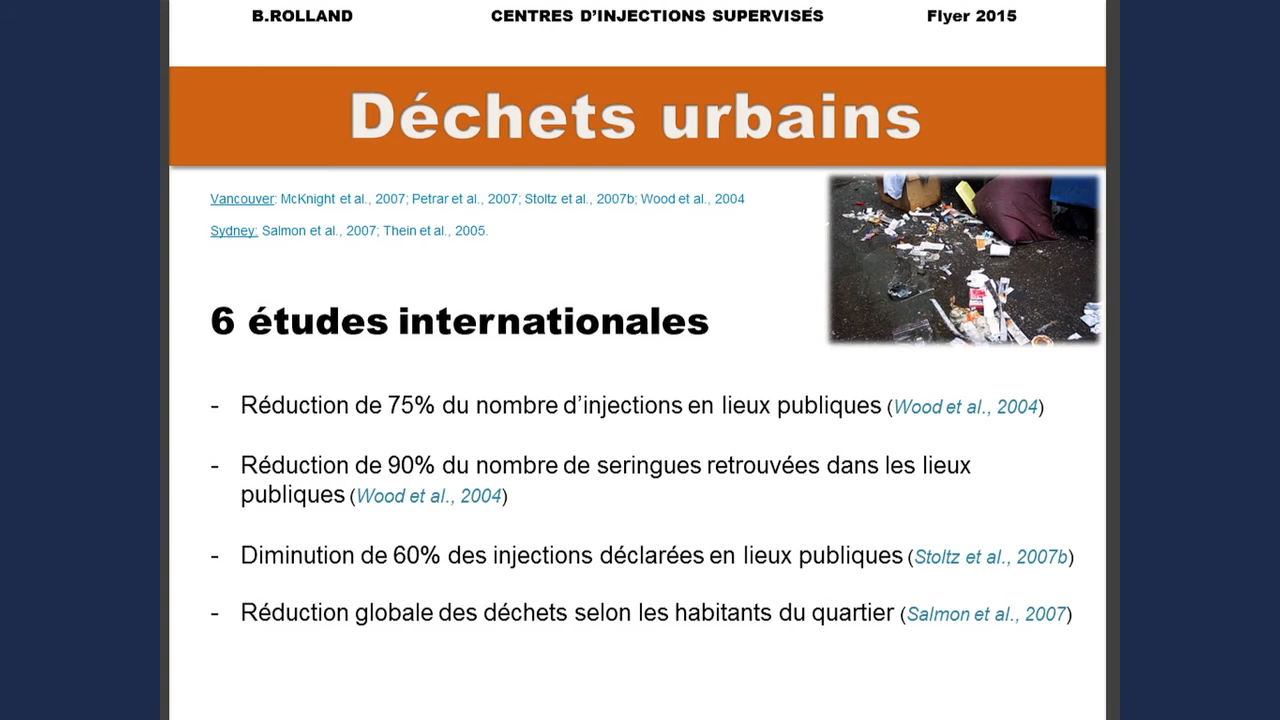 B.ROLLAND CENTRES D’INJECTIONS SUPERVISÉS Flyer 2015
Déchets urbains
Vancouver: McKnight et al., 2007; Petrar et al., 2007; Stoltz et al., 2007b; Wood et al., 2004
Sydney: Salmon et al., 2007; Thein et al., 2005.
6 études internationales
- Réduction de 75% du nombre d’injections en lieux publiques (Wood et al., 2004)
- Réduction de 90% du nombre de seringues retrouvées dans les lieux
publiques (Wood et al., 2004)
- Diminution de 60% des injections déclarées en lieux publiques (Stoltz et al., 2007b)
- Réduction globale des déchets selon les habitants du quartier (Salmon et al., 2007)